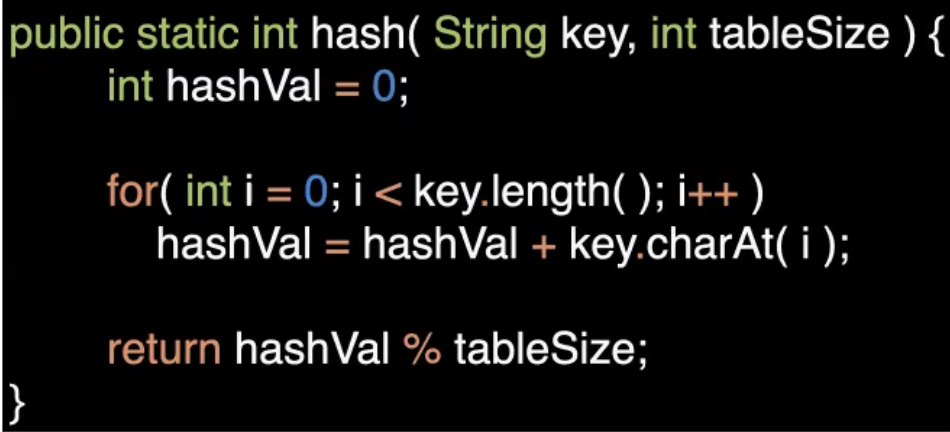 public static int hash( String key, int tableSize ) {
int hashVal = 0;
for( int i = 0; i < key.length( ); i++ )
hashVal = hashVal + key.charAt( i );
return hashVal % tableSize;
}